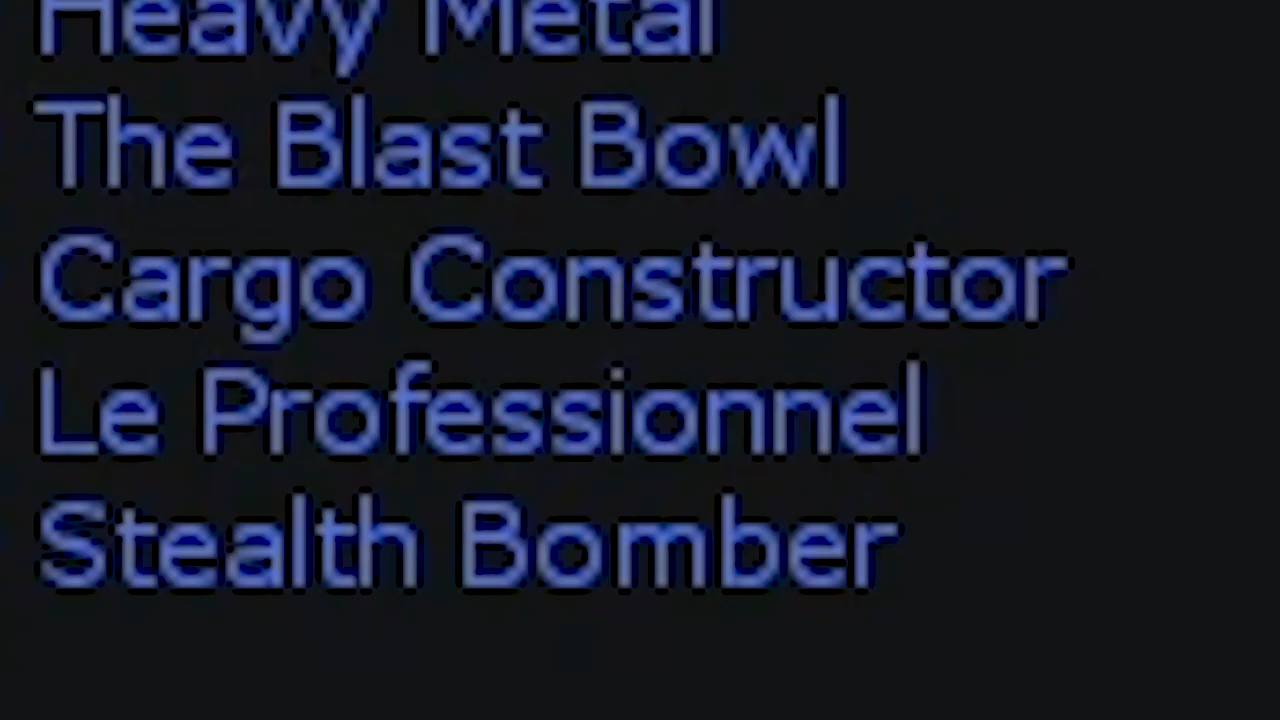 Heavy Metal
The Blast Bowl
Cargo Constructor
Le Professionnel
Stealth Bomber